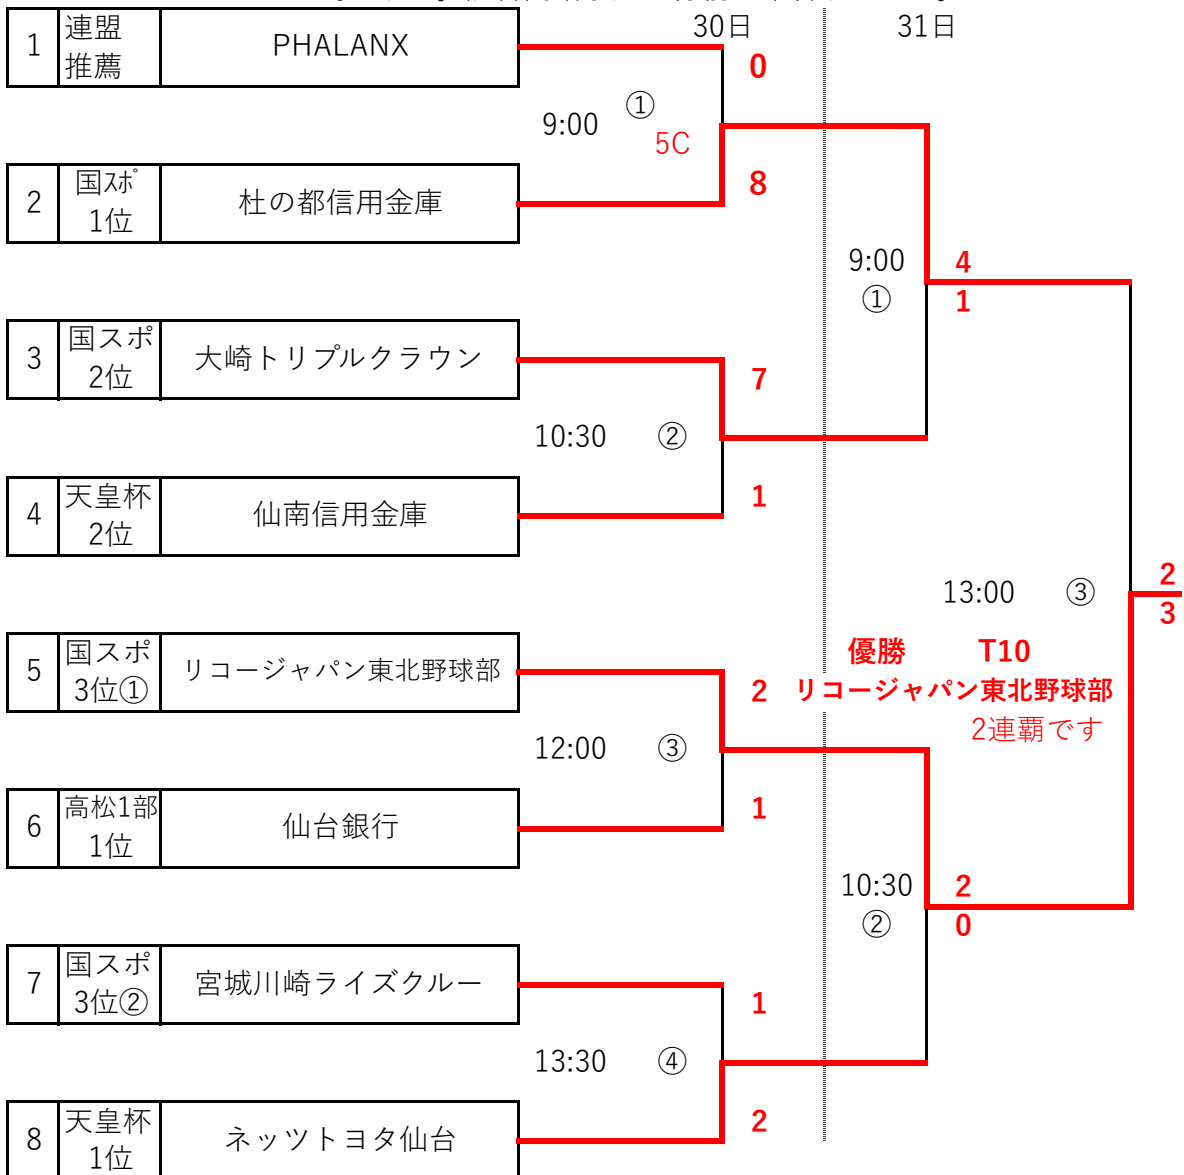 30日
31日
1 連盟推薦 PHALANX
0
9:00 ①
5C
8
2 国スポ1位 杜の都信用金庫
9:00
①
4
1
3 国スポ2位 大崎トリプルクラウン
7
10:30 ②
1
4 天皇杯2位 仙南信用金庫
13:00 ③
2
3
優勝 T10
リコージャパン東北野球部
2連覇です
5 国スポ3位① リコージャパン東北野球部
2
12:00 ③
1
6 高松1部1位 仙台銀行
10:30
②
2
0
7 国スポ3位② 宮城川崎ライズクルー
1
13:30 ④
2
8 天皇杯1位 ネッツトヨタ仙台